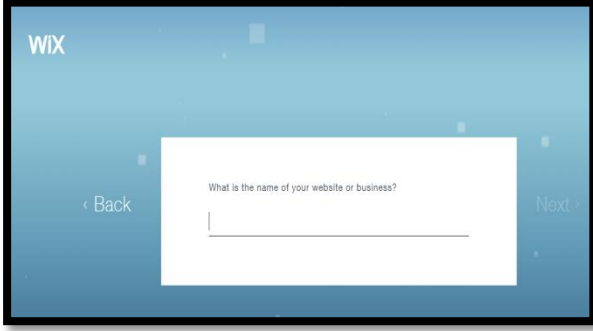 WiX
What is the name of your website or business?
‹ Back
Next ›